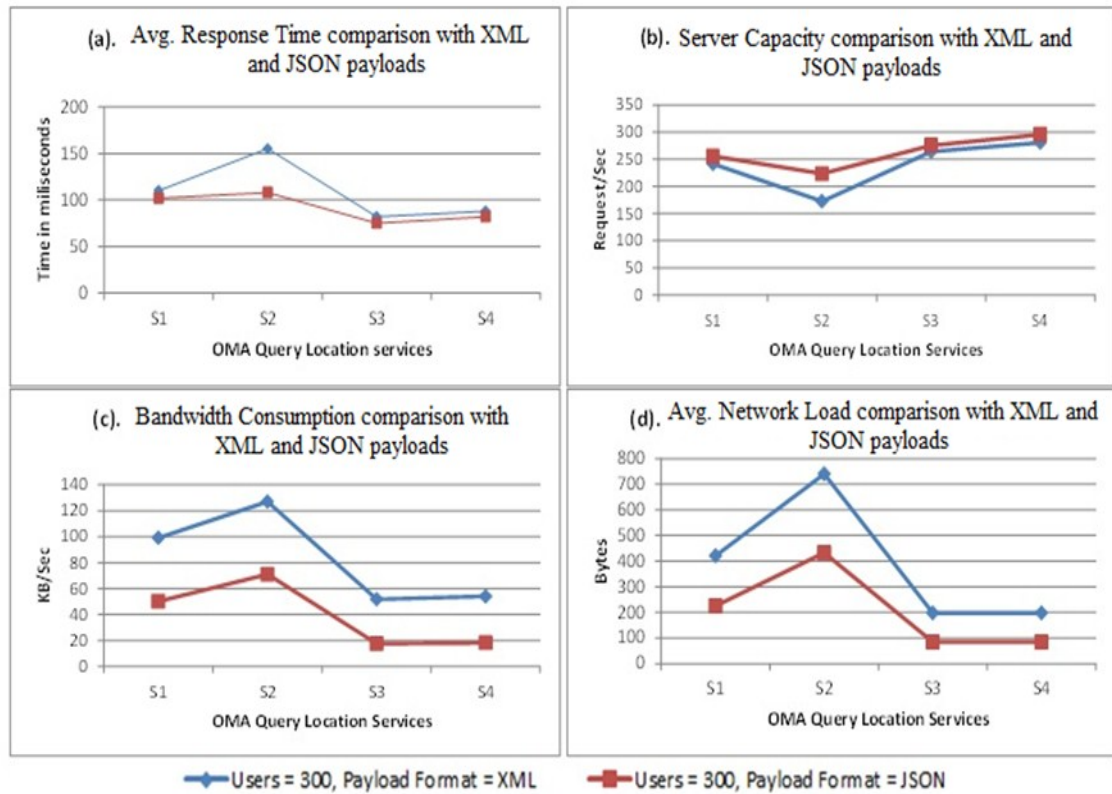 (a). Avg. Response Time comparison with XML
and JSON payloads
200
150
100
50
0
Time in miliseconds
S1 S2 S3 S4
OMA Query Location services
(b). Server Capacity comparison with XML and
JSON payloads
350
300
250
200
150
100
50
0
Request/Sec
S1 S2 S3 S4
OMA Query Location Services
(c). Bandwidth Consumption comparison with
XML and JSON payloads
140
120
100
80
60
40
20
0
KB/Sec
S1 S2 S3 S4
OMA Query Location Services
(d). Avg. Network Load comparison with XML and
JSON payloads
800
700
600
500
400
300
200
100
0
Bytes
S1 S2 S3 S4
OMA Query Location Services
Users = 300, Payload Format = XML Users = 300, Payload Format = JSON